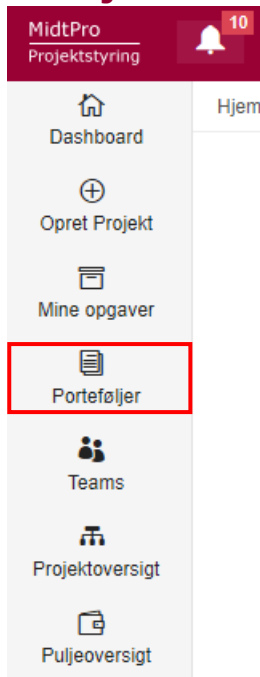 MidtPro
Projektstyring
10
Hjem
Dashboard
Opret Projekt
Mine opgaver
Porteføljer
Teams
Projektoversigt
Puljeoversigt